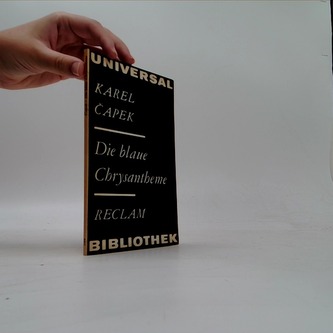 UNIVERSAL
KAREL
ČAPEK
Die blaue
Chrysantheme
RECLAM
BIBLIOTHEK